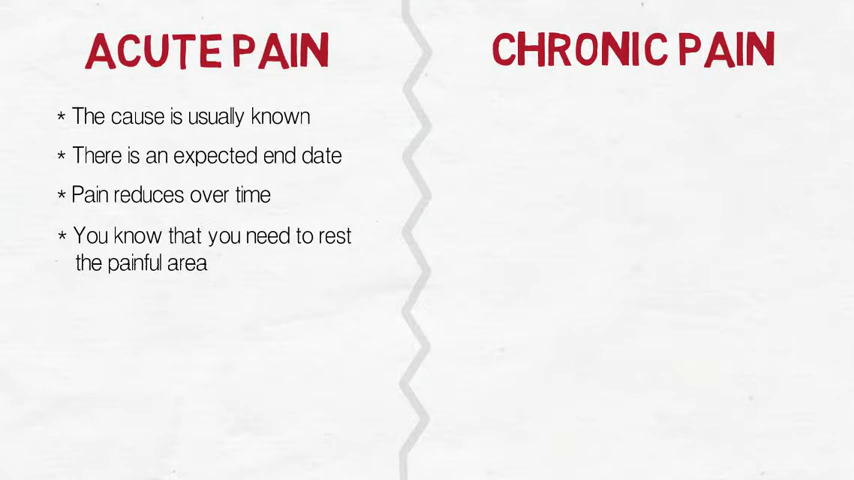 ACUTE PAIN
CHRONIC PAIN
* The cause is usually known
* There is an expected end date
* Pain reduces over time
* You know that you need to rest
the painful area